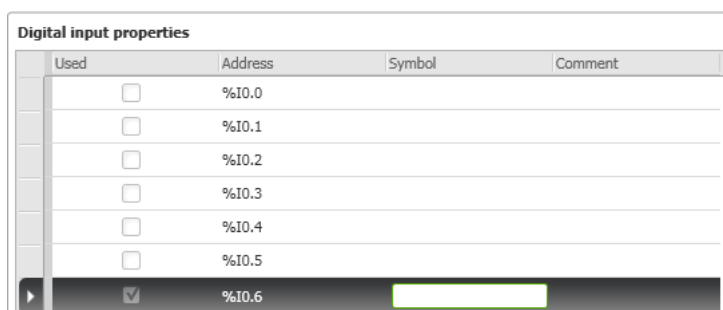 Digital input properties
Used Address Symbol Comment
%I0.0
%I0.1
%I0.2
%I0.3
%I0.4
%I0.5
%I0.6